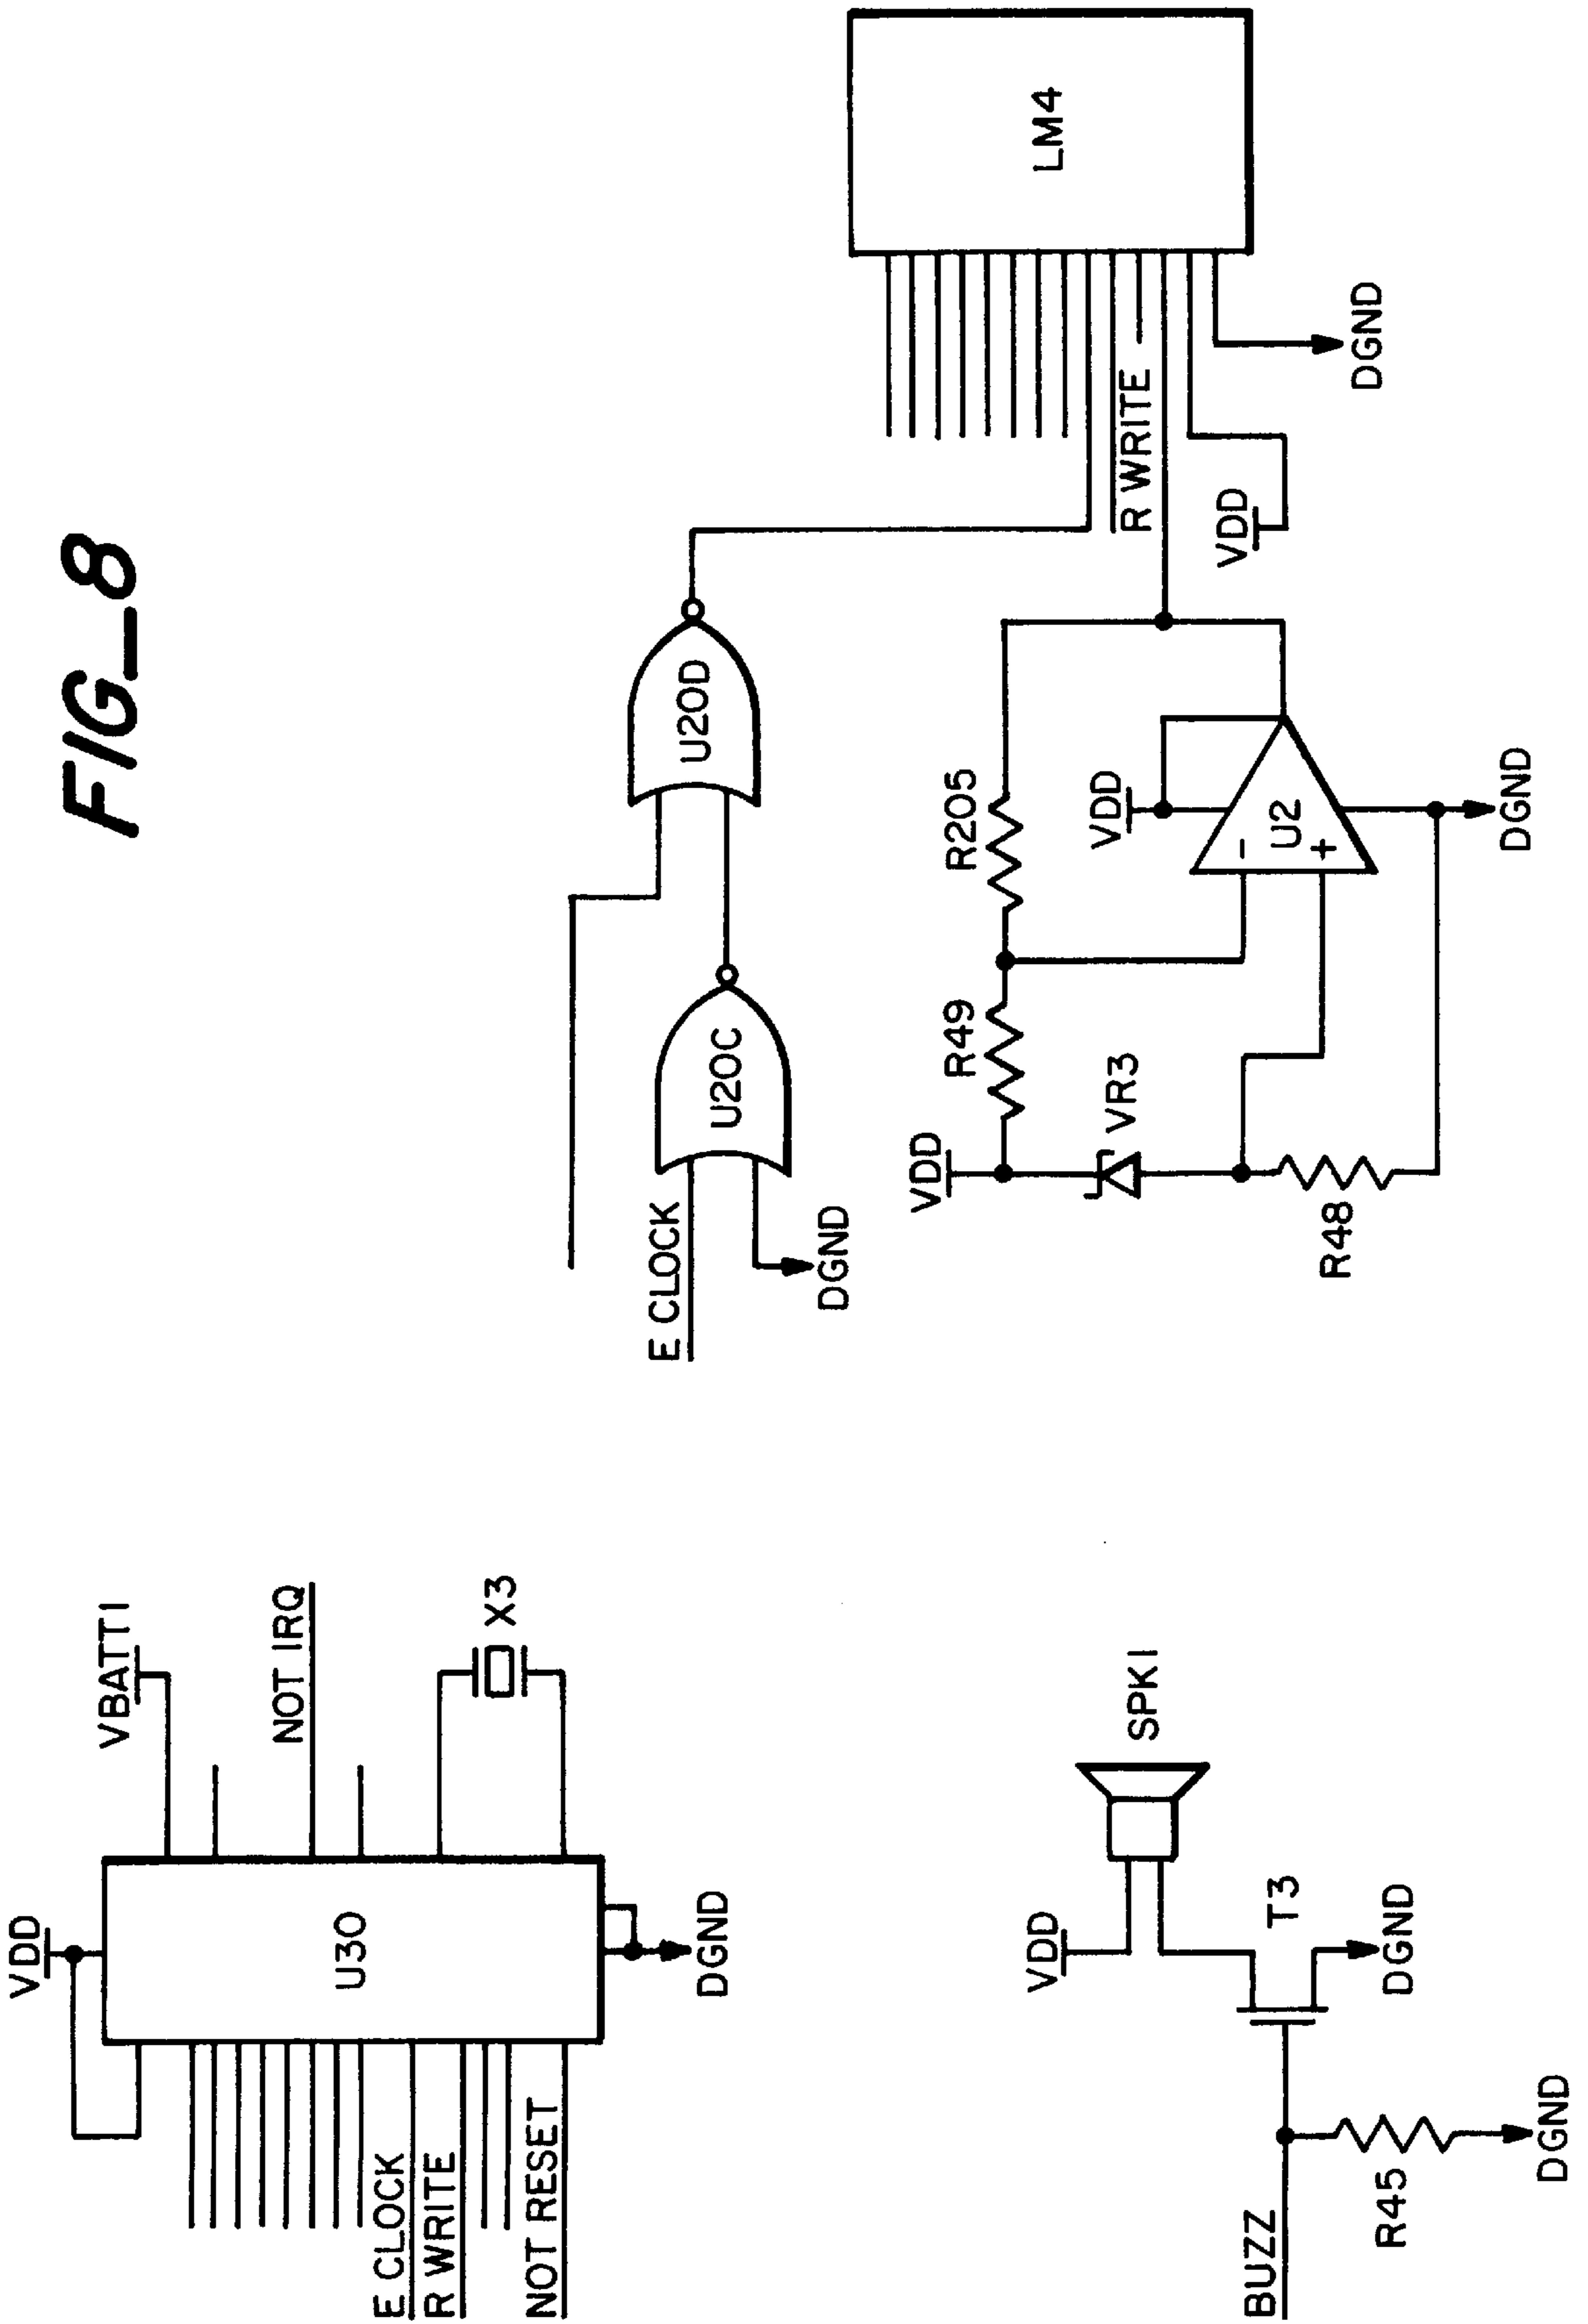 FIG_8
VDD
VBATT1
U30
NOT IRQ
E CLOCK
R WRITE
X3
NOT RESET
DGND
VDD
SPK1
BUZZ
T3
R45
DGND
DGND
E CLOCK
U20C
U20D
DGND
VDD
R49
R205
VR3
VDD
-
+
U2
R48
DGND
LM4
R WRITE
VDD
DGND